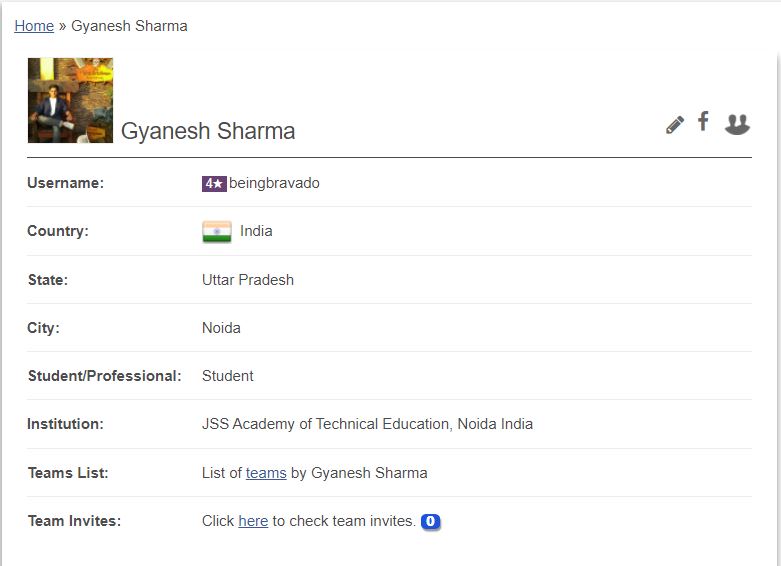 Home » Gyanesh Sharma
Gyanesh Sharma
Username: 4★ beingbravado
Country: India
State: Uttar Pradesh
City: Noida
Student/Professional: Student
Institution: JSS Academy of Technical Education, Noida India
Teams List: List of teams by Gyanesh Sharma
Team Invites: Click here to check team invites. 0